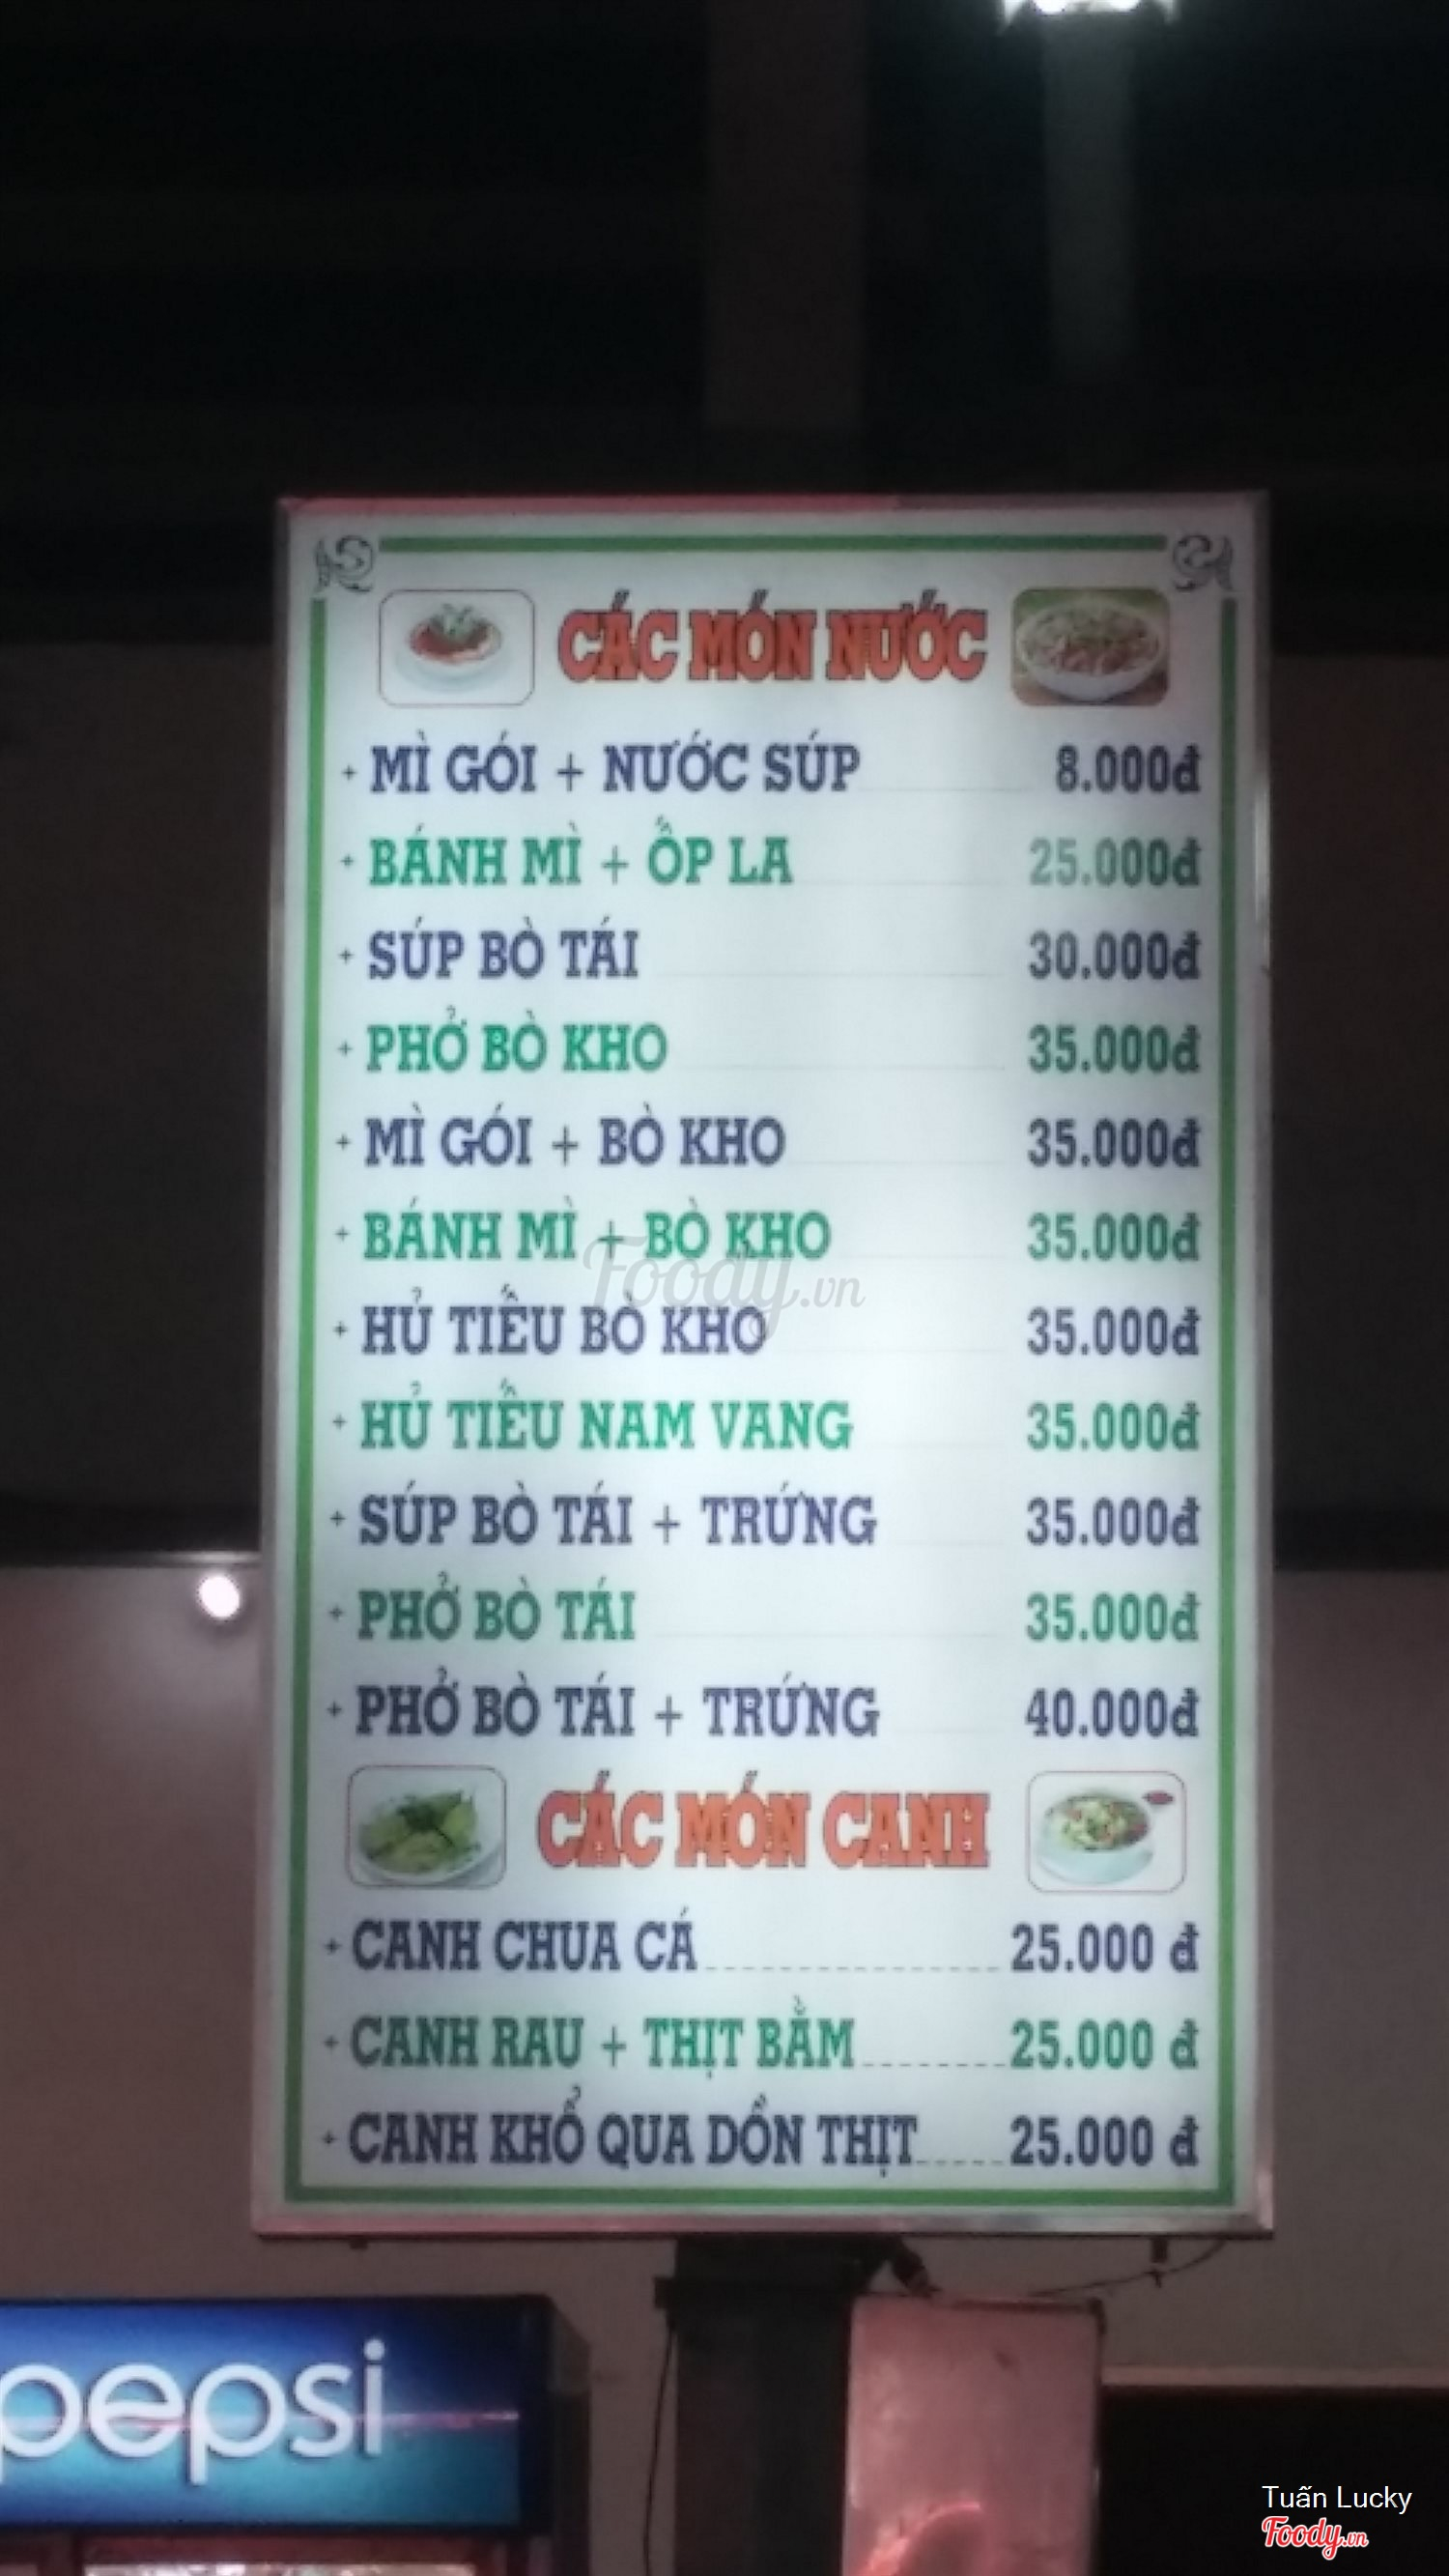 CÁC MÓN NƯỚC
+ MÌ GÓI + NƯỚC SÚP 8.000đ
+ BÁNH MÌ + ỐP LA 25.000đ
+ SÚP BÒ TÁI 30.000đ
+ PHỞ BÒ KHO 35.000đ
+ MÌ GÓI + BÒ KHO 35.000đ
+ BÁNH MÌ + BÒ KHO 35.000đ
Foody.vn
+ HỦ TIẾU BÒ KHO 35.000đ
+ HỦ TIẾU NAM VANG 35.000đ
+ SÚP BÒ TÁI + TRỨNG 35.000đ
+ PHỞ BÒ TÁI 35.000đ
+ PHỞ BÒ TÁI + TRỨNG 40.000đ
CÁC MÓN CANH
+ CANH CHUA CÁ 25.000 đ
+ CANH RAU + THỊT BẰM 25.000 đ
+ CANH KHỔ QUA DỒN THỊT 25.000 đ
pepsi
Tuấn Lucky
Foody.vn